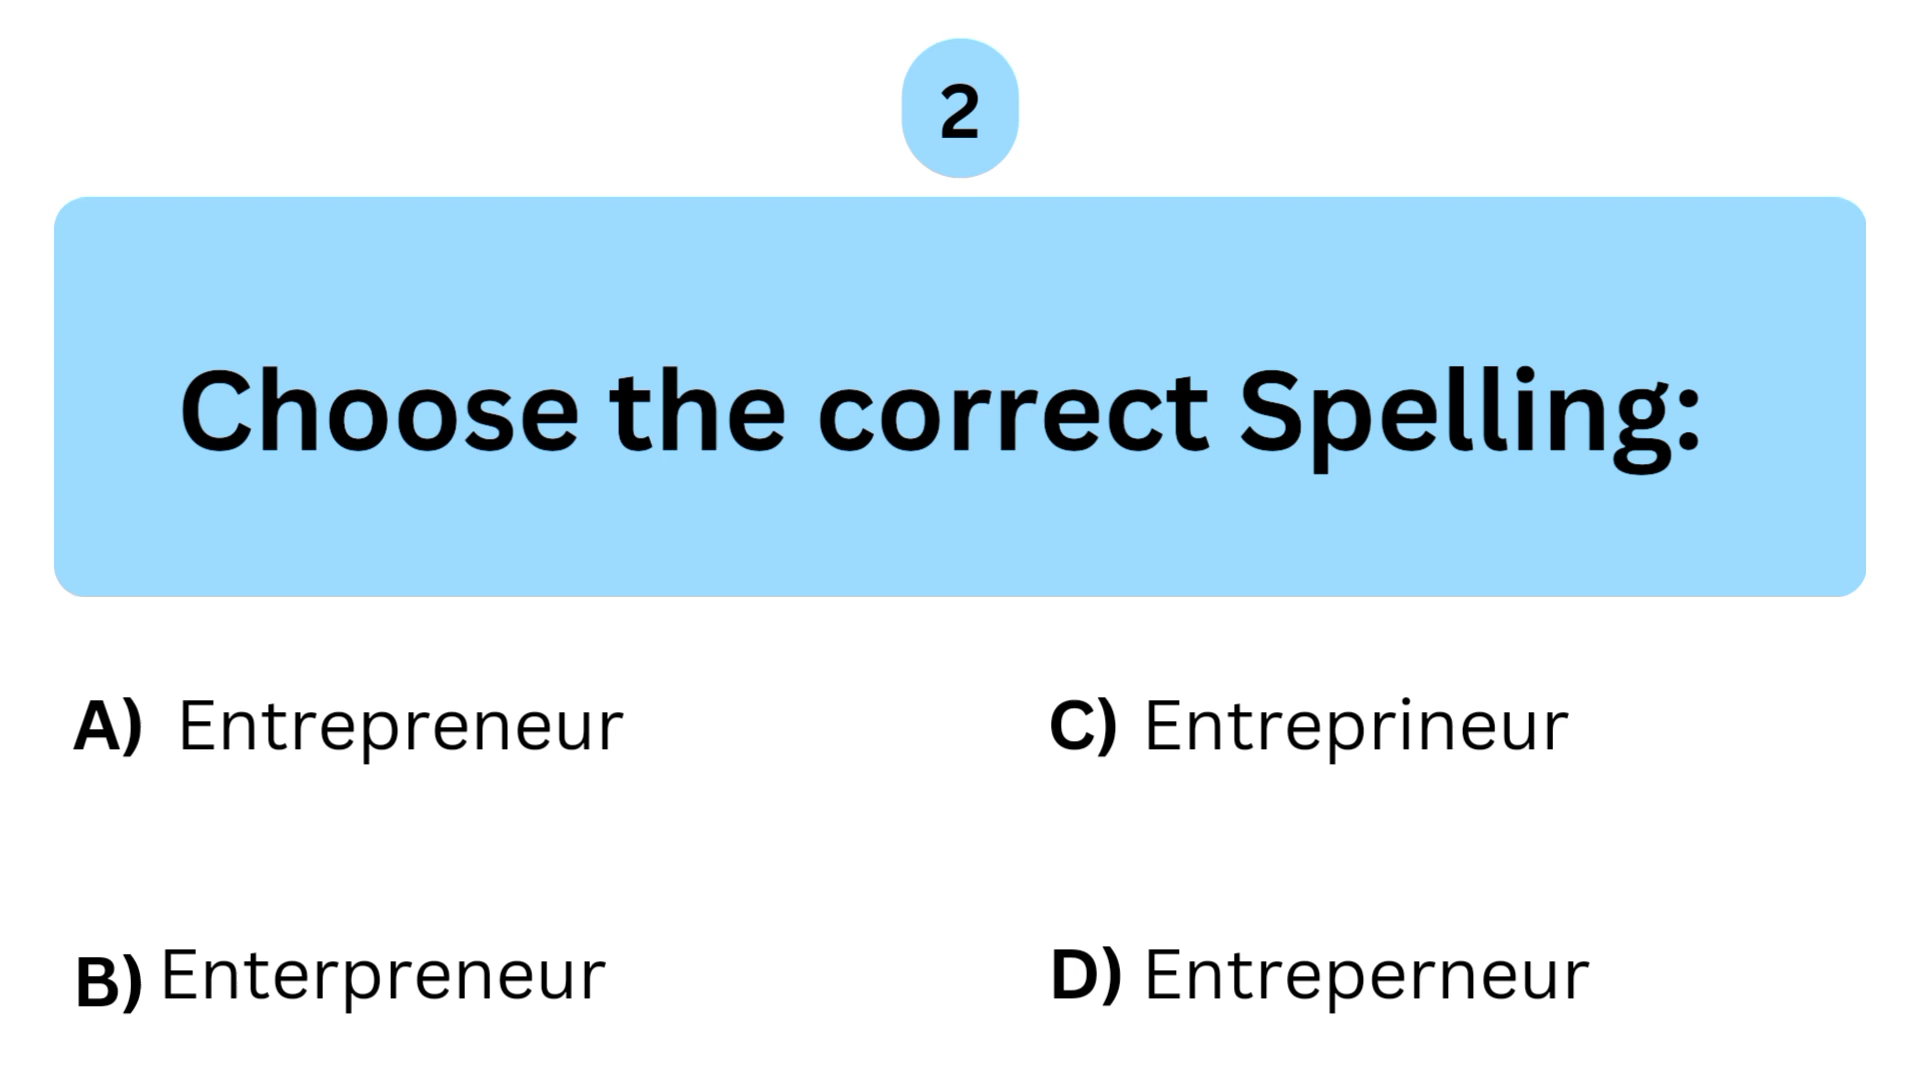 2
Choose the correct Spelling:
A) Entrepreneur
B) Enterpreneur
C) Entreprineur
D) Entreperneur